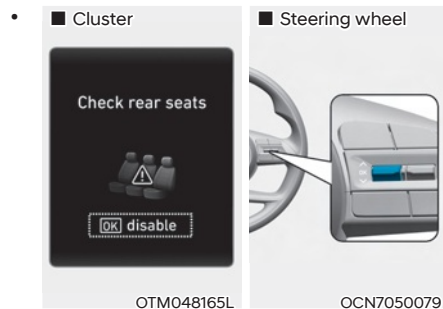 • ■ Cluster
■ Steering wheel
Check rear seats
OK disable
OTM048165L
OCN7050079